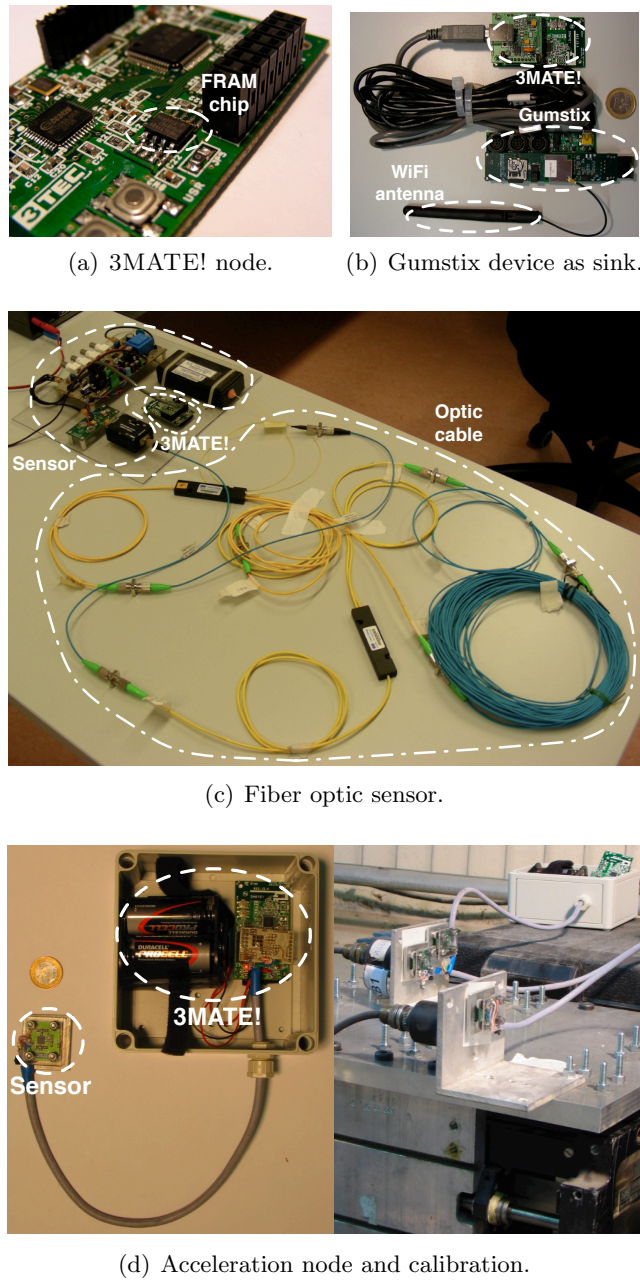 FRAM
chip
3TEC
USR
3MATE!
Gumstix
WiFi
antenna
(a) 3MATE! node.
(b) Gumstix device as sink.
Optic
cable
3MATE!
Sensor
(c) Fiber optic sensor.
DURACELL
PROCELL
3MATE!
Sensor
(d) Acceleration node and calibration.